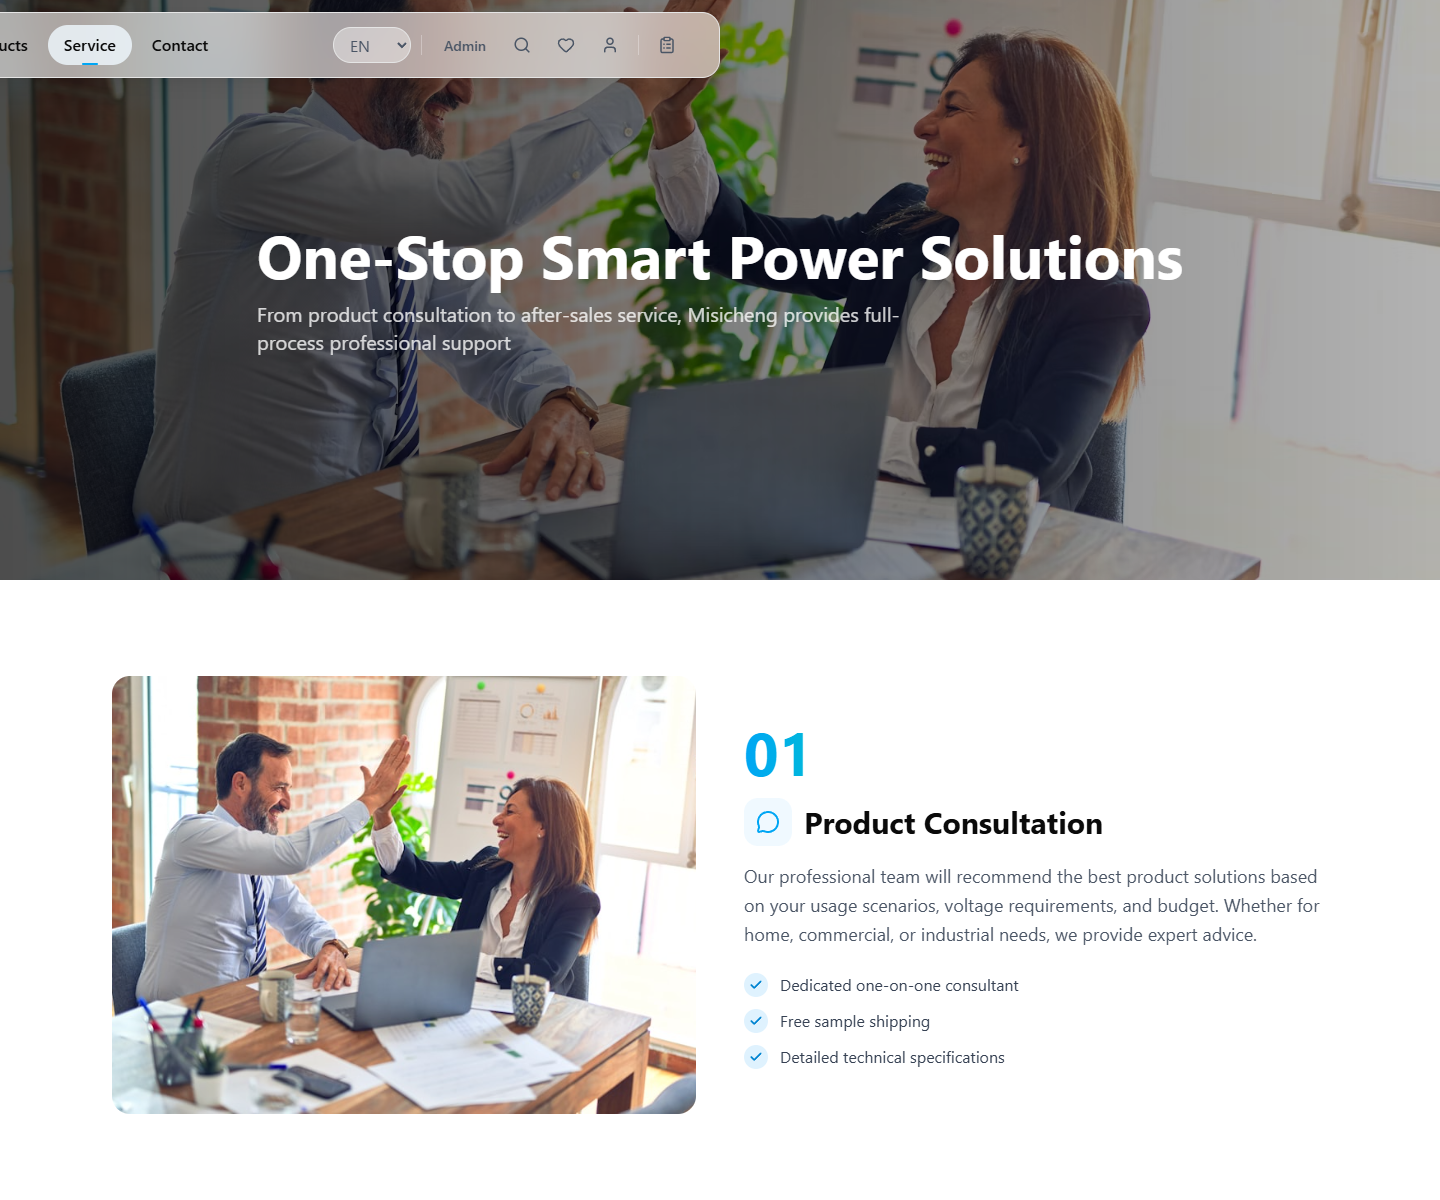 Service
Contact
EN
Admin
One-Stop Smart Power Solutions
From product consultation to after-sales service, Misicheng provides full-
process professional support
01
Product Consultation
Our professional team will recommend the best product solutions based
on your usage scenarios, voltage requirements, and budget. Whether for
home, commercial, or industrial needs, we provide expert advice.
Dedicated one-on-one consultant
Free sample shipping
Detailed technical specifications